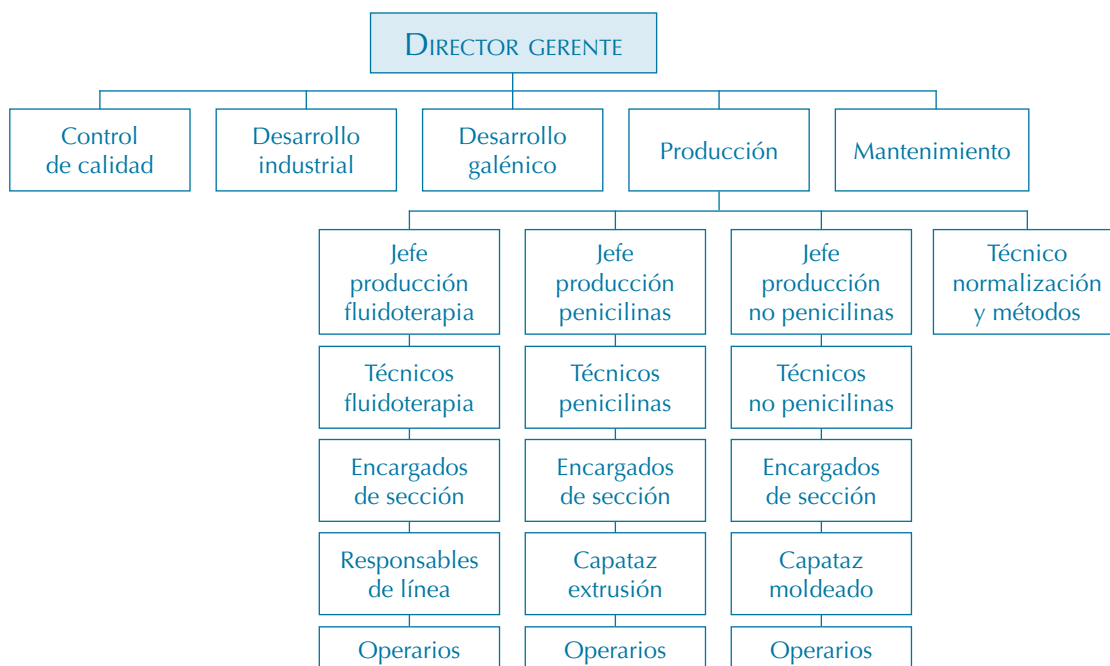 DIRECTOR GERENTE
Control
de calidad
Desarrollo
industrial
Desarrollo
galénico
Producción
Mantenimiento
Jefe
producción
fluidoterapia
Jefe
producción
penicilinas
Jefe
producción
no penicilinas
Técnico
normalización
y métodos
Técnicos
fluidoterapia
Técnicos
penicilinas
Técnicos
no penicilinas
Encargados
de sección
Encargados
de sección
Encargados
de sección
Responsables
de línea
Capataz
extrusión
Capataz
moldeado
Operarios
Operarios
Operarios